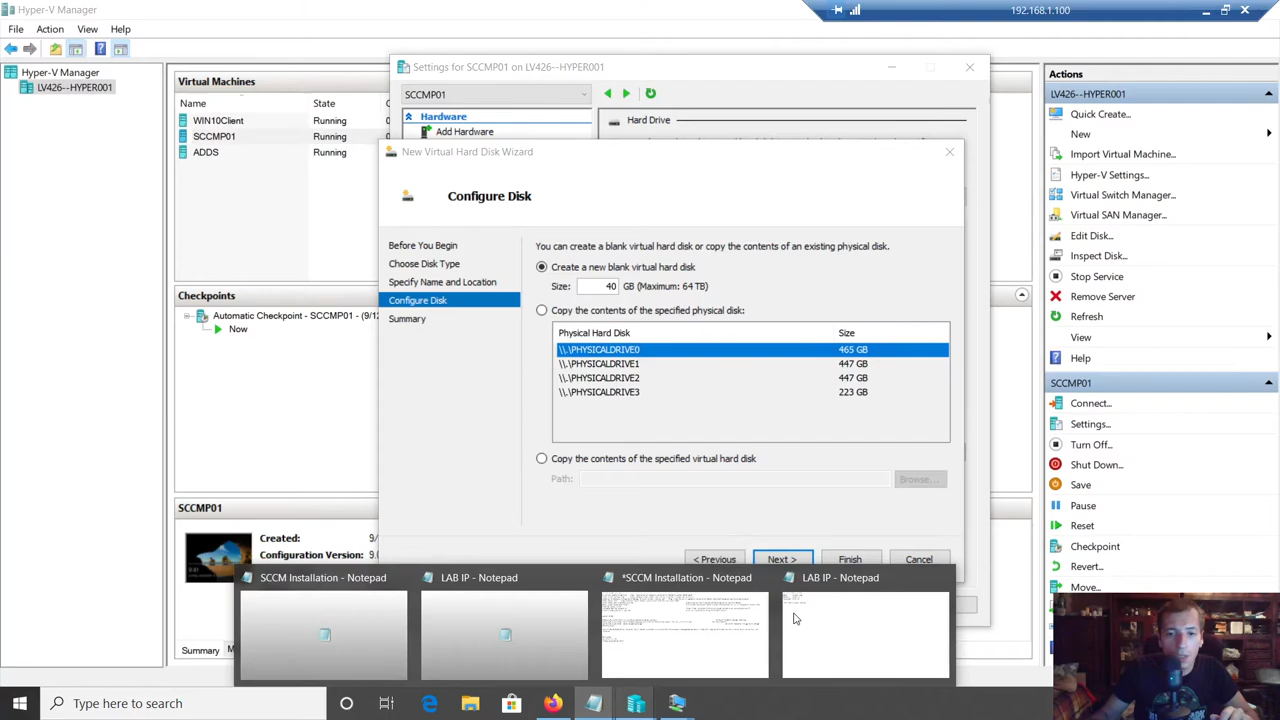 Hyper-V Manager
192.168.1.100
File Action View Help
Hyper-V Manager
LV426--HYPER001
Virtual Machines
Name State
WIN10Client Running
SCCMP01 Running
ADDS Running
Checkpoints
Automatic Checkpoint - SCCMP01 - (9/12
Now
SCCMP01
Created: 9/
Configuration Version: 9.0
Summary
Settings for SCCMP01 on LV426--HYPER001
SCCMP01
Hardware
Add Hardware
Hard Drive
New Virtual Hard Disk Wizard
Configure Disk
Before You Begin
Choose Disk Type
Specify Name and Location
Configure Disk
Summary
You can create a blank virtual hard disk or copy the contents of an existing physical disk.
Create a new blank virtual hard disk
Size: 40 GB (Maximum: 64 TB)
Copy the contents of the specified physical disk:
Physical Hard Disk Size
\\.\PHYSICALDRIVE0 465 GB
\\.\PHYSICALDRIVE1 447 GB
\\.\PHYSICALDRIVE2 447 GB
\\.\PHYSICALDRIVE3 223 GB
Copy the contents of the specified virtual hard disk
Path: Browse...
< Previous Next > Finish Cancel
Actions
LV426--HYPER001
Quick Create...
New
Import Virtual Machine...
Hyper-V Settings...
Virtual Switch Manager...
Virtual SAN Manager...
Edit Disk...
Inspect Disk...
Stop Service
Remove Server
Refresh
View
Help
SCCMP01
Connect...
Settings...
Turn Off...
Shut Down...
Save
Pause
Reset
Checkpoint
Revert...
Move...
SCCM Installation - Notepad
LAB IP - Notepad
*SCCM Installation - Notepad
LAB IP - Notepad
Type here to search